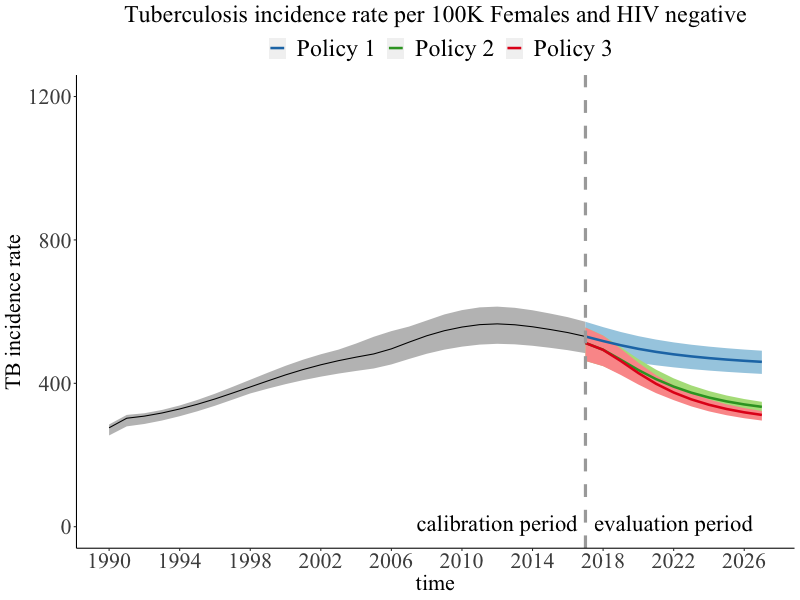 Tuberculosis incidence rate per 100K Females and HIV negative
Policy 1 Policy 2 Policy 3
TB incidence rate
1200
800
400
0
calibration period evaluation period
1990 1994 1998 2002 2006 2010 2014 2018 2022 2026
time